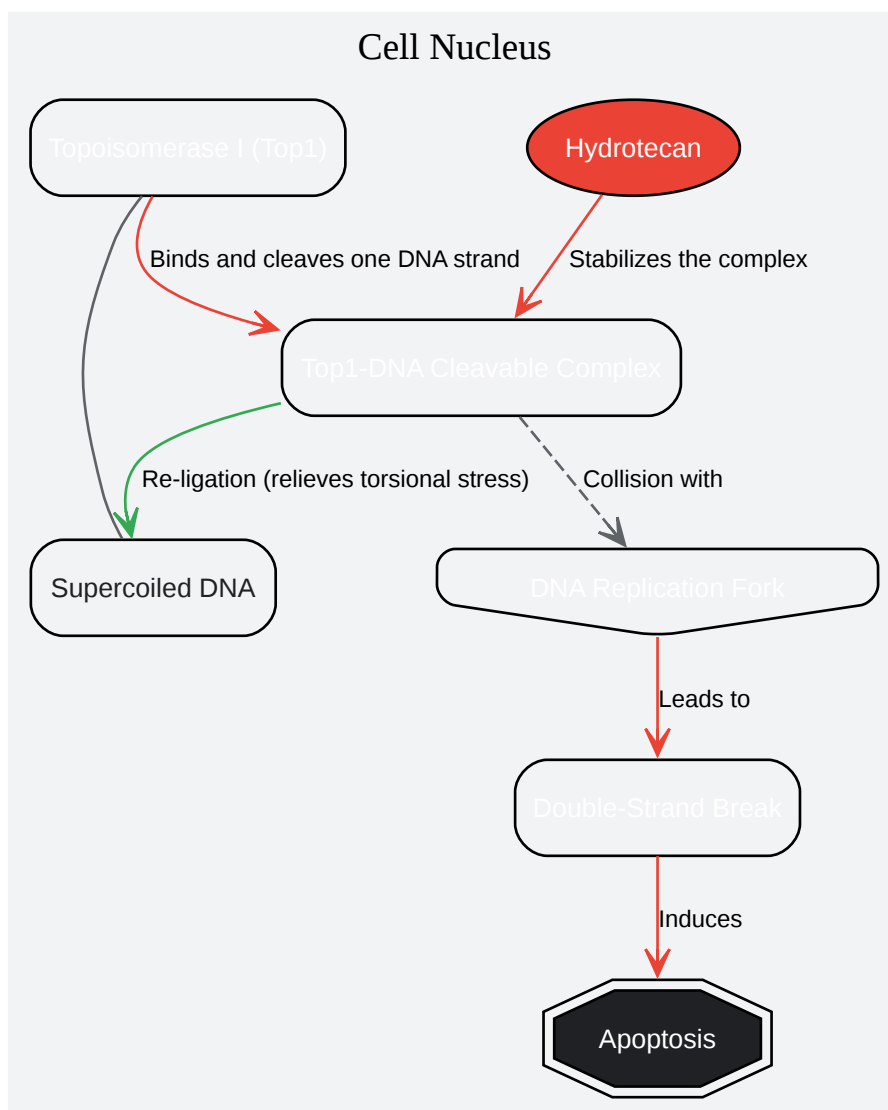 Cell Nucleus
Topoisomerase I (Top1)
Hydrotecan
Binds and cleaves one DNA strand
Stabilizes the complex
Top1-DNA Cleavable Complex
Re-ligation (relieves torsional stress)
Collision with
Supercoiled DNA
DNA Replication Fork
Leads to
Double-Strand Break
Induces
Apoptosis